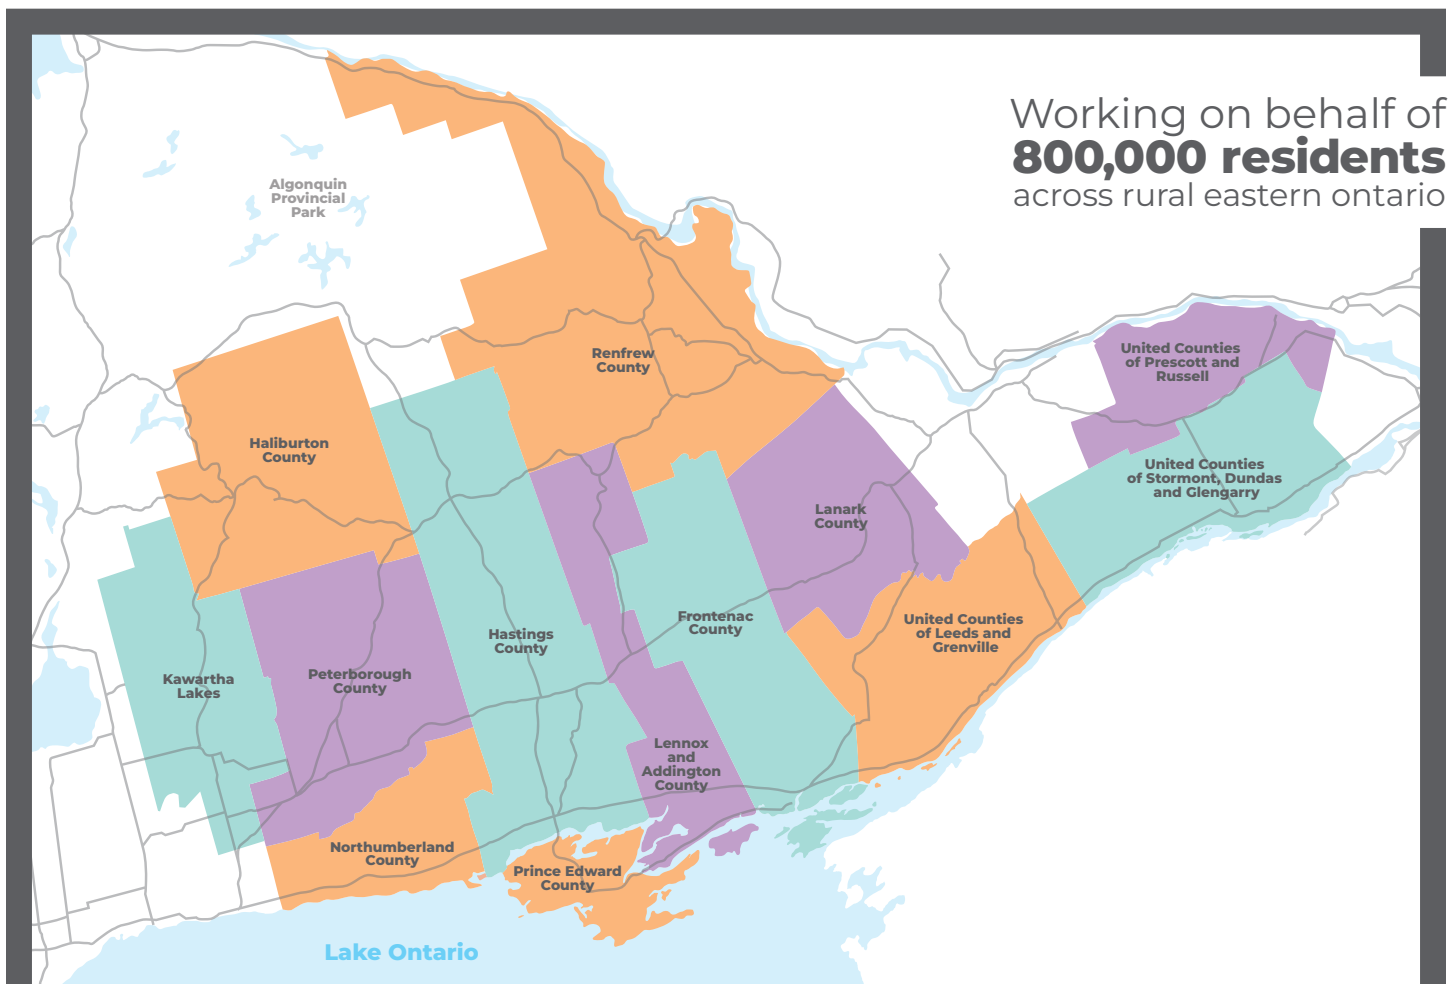 Working on behalf of
800,000 residents
across rural eastern ontario
Algonquin
Provincial
Park
Renfrew
County
United Counties
of Prescott and
Russell
Haliburton
County
United Counties
of Stormont, Dundas
and Glengarry
Lanark
County
Frontenac
County
United Counties
of Leeds and
Grenville
Hastings
County
Kawartha
Lakes
Peterborough
County
Lennox
and
Addington
County
Northumberland
County
Prince Edward
County
Lake Ontario